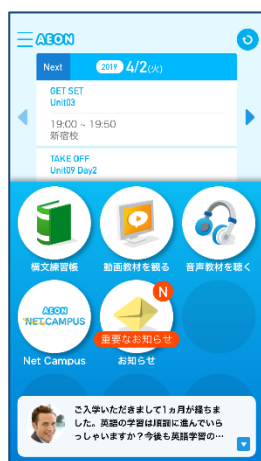 AEON
Next 2019 4/2(火)
GET SET
Unit03
19:00 ~ 19:50
新宿校
TAKE OFF
Unit09 Day2
構文練習帳
動画教材を観る
音声教材を聴く
AEON
NET CAMPUS
N
重要なお知らせ
Net Campus
お知らせ
ご入学いただきまして1ヵ月が経ちま
した。英語の学習は順調に進んでいら
っしゃいますか？今後も英語学習の…